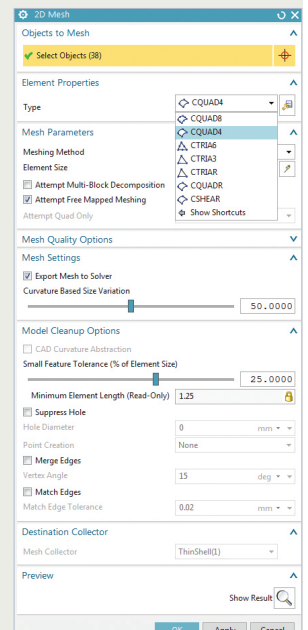 2D Mesh
Objects to Mesh
Select Objects (38)
Element Properties
Type
CQUAD4
CQUAD8
CQUAD4
CTRIA6
CTRIA3
CTRIAR
CQUADR
CSHEAR
Show Shortcuts
Mesh Parameters
Meshing Method
Element Size
Attempt Multi-Block Decomposition
Attempt Free Mapped Meshing
Attempt Quad Only
Mesh Quality Options
Mesh Settings
Export Mesh to Solver
Curvature Based Size Variation
50.0000
Model Cleanup Options
CAD Curvature Abstraction
Small Feature Tolerance (% of Element Size)
25.0000
Minimum Element Length (Read-Only) 1.25
Suppress Hole
Hole Diameter 0 mm
Point Creation None
Merge Edges
Vertex Angle 15 deg
Match Edges
Match Edge Tolerance 0.02 mm
Destination Collector
Mesh Collector ThinShell(1)
Preview
Show Result
OK Apply Cancel